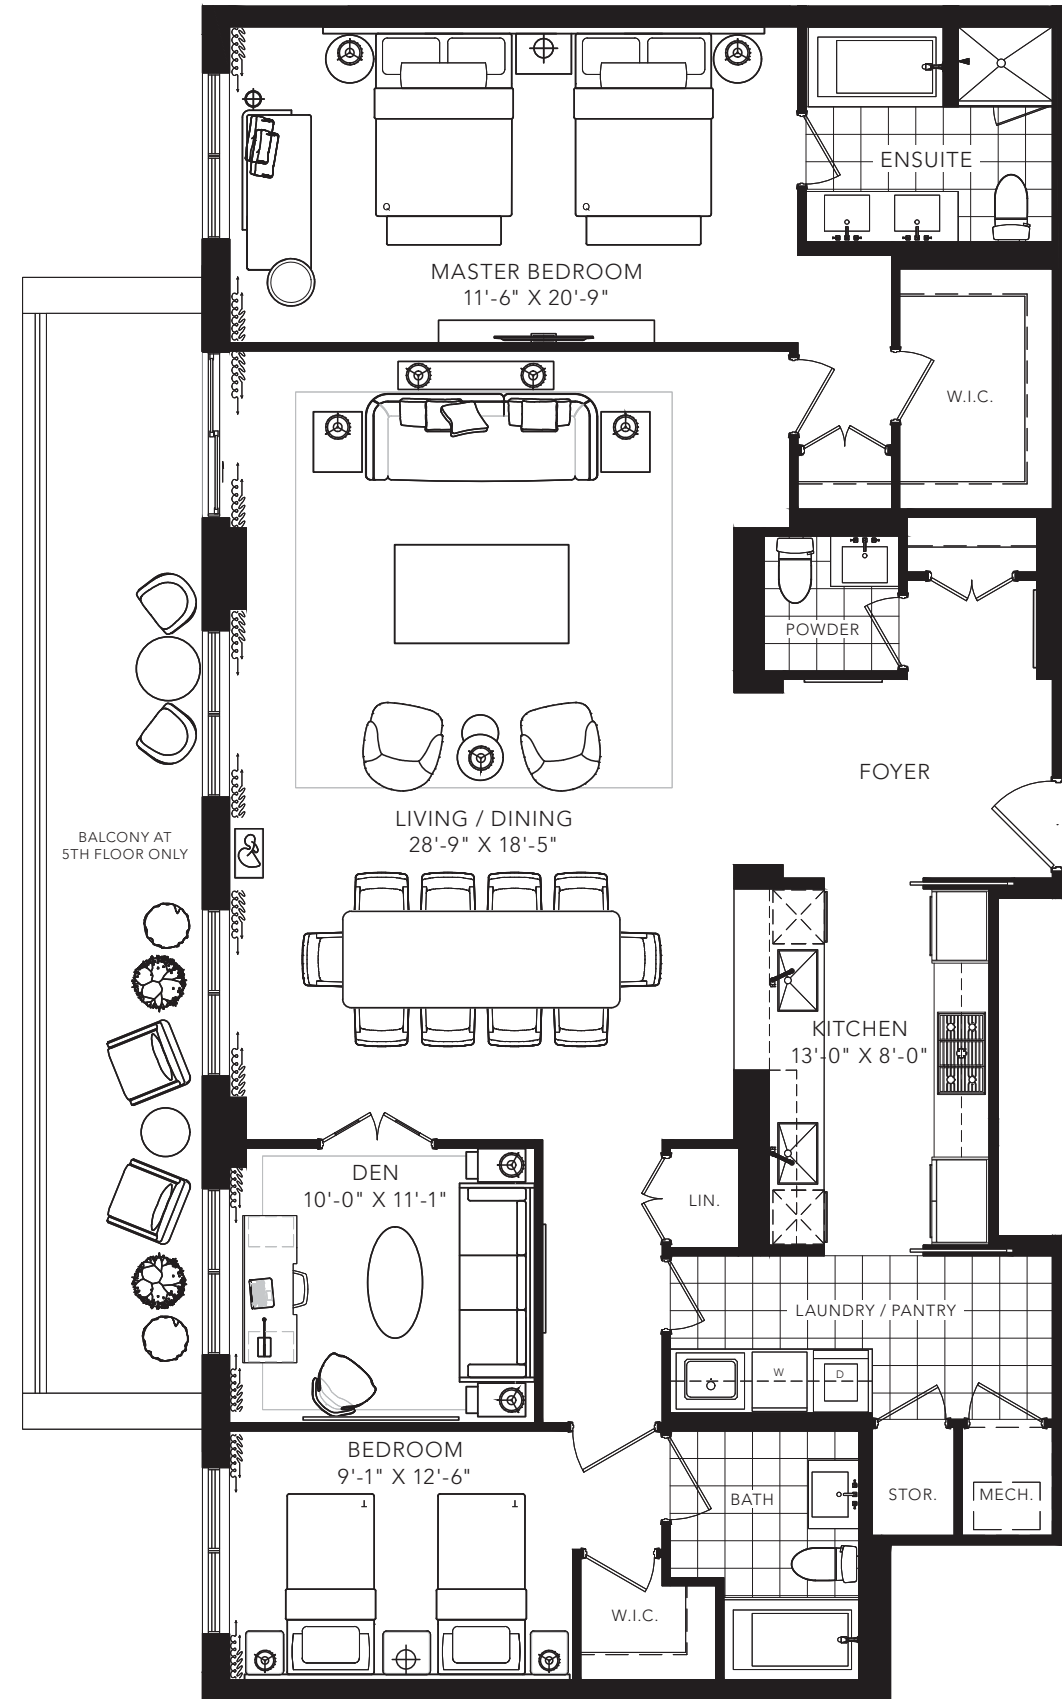 ENSUITE
Q
Q
MASTER BEDROOM
11'-6" X 20'-9"
W.I.C.
POWDER
FOYER
LIVING / DINING
28'-9" X 18'-5"
BALCONY AT
5TH FLOOR ONLY
KITCHEN
13'-0" X 8'-0"
DEN
10'-0" X 11'-1"
LIN.
LAUNDRY / PANTRY
W
D
BEDROOM
9'-1" X 12'-6"
T
T
BATH
STOR.
MECH.
W.I.C.